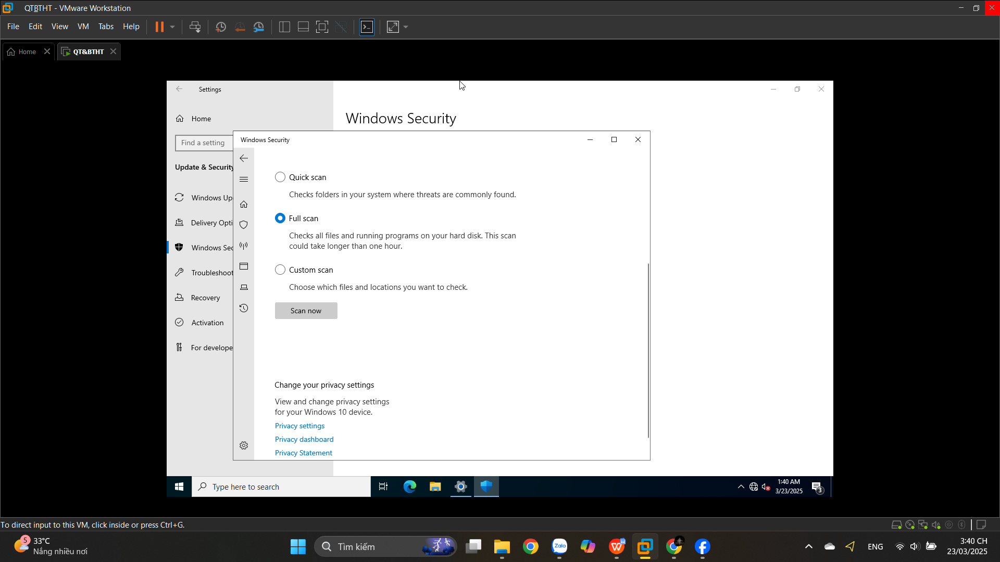 QTBTHT - VMware Workstation
File Edit View VM Tabs Help
Home QT&BTHT
Settings
Windows Security
Home
Find a setting
Update & Security
Windows Up
Delivery Opti
Windows Sec
Troubleshoot
Recovery
Activation
For develope
Windows Security
Quick scan
Checks folders in your system where threats are commonly found.
Full scan
Checks all files and running programs on your hard disk. This scan
could take longer than one hour.
Custom scan
Choose which files and locations you want to check.
Scan now
Change your privacy settings
View and change privacy settings
for your Windows 10 device.
Privacy settings
Privacy dashboard
Privacy Statement
Type here to search
1:40 AM
3/23/2025
3
To direct input to this VM, click inside or press Ctrl+G.
5
33°C
Nắng nhiều nơi
Tìm kiếm
Zalo
ENG
3:40 CH
23/03/2025